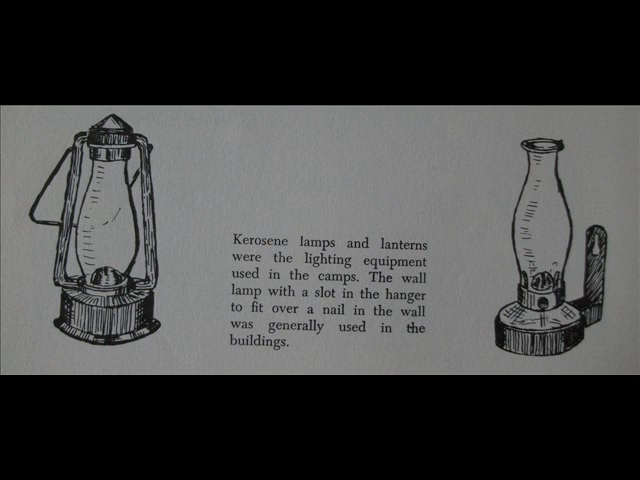 Kerosene lamps and lanterns
were the lighting equipment
used in the camps. The wall
lamp with a slot in the hanger
to fit over a nail in the wall
was generally used in the
buildings.